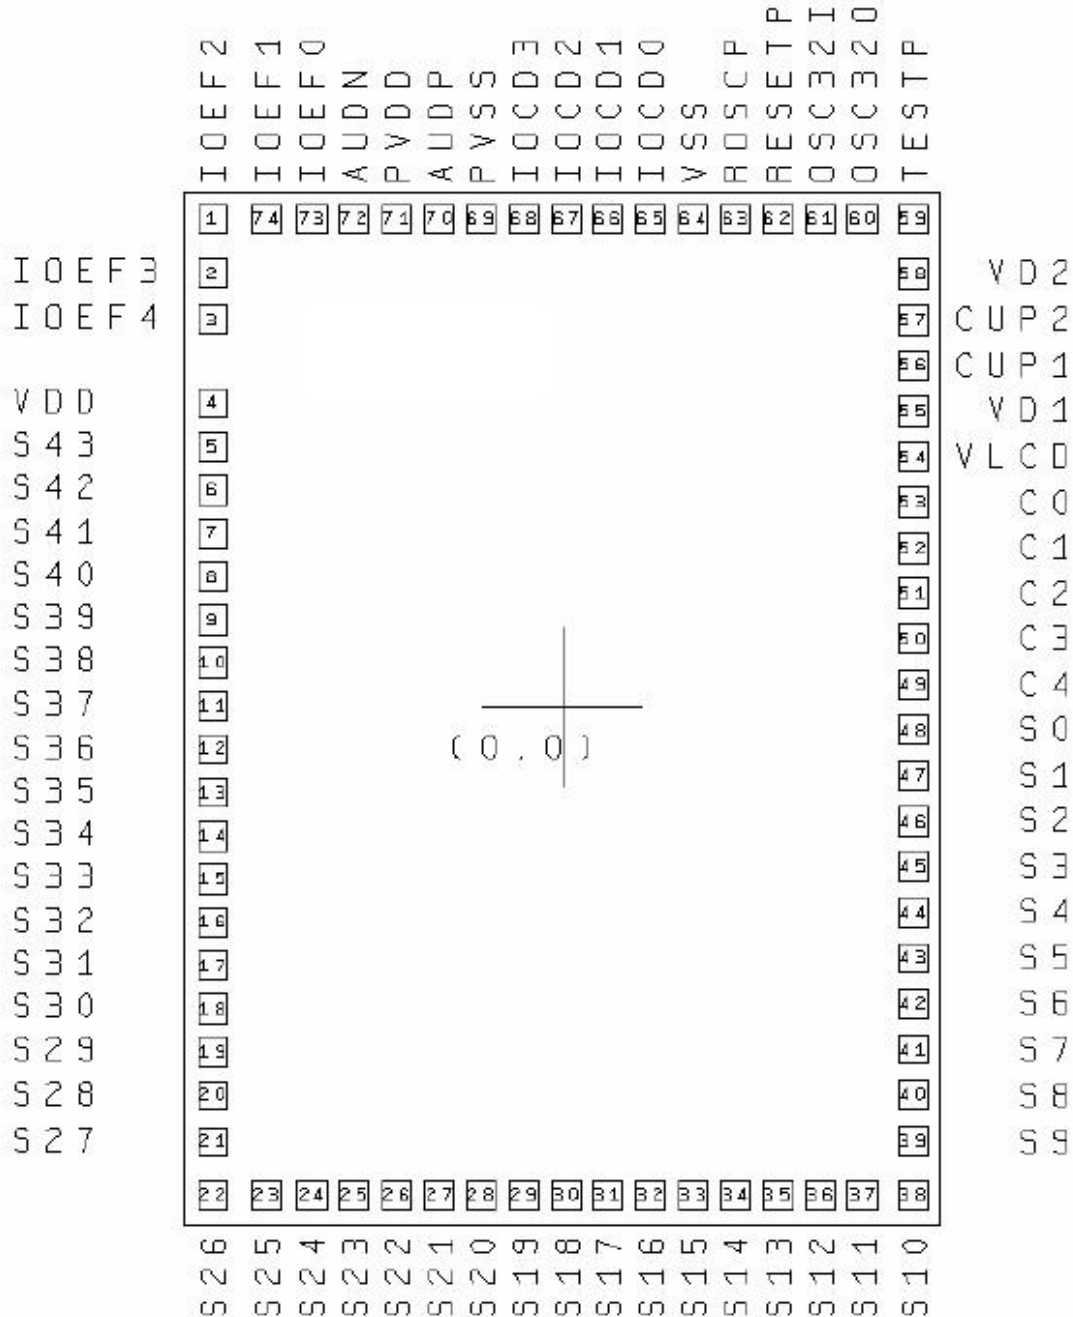 IOEF2 IOEF1 IOEF0 AUDN PVDD AUDP PVSS IOCD3 IOCD2 IOCD1 IOCD0 VSS ROSCP RESETP OSC32I OSC32O TESTP
1 74 73 72 71 70 69 68 67 66 65 64 63 62 61 60 59
IOEF3 2 58 VD2
IOEF4 3 57 CUP2
56 CUP1
VDD 4 55 VD1
S43 5 54 VLCD
S42 6 53 C0
S41 7 52 C1
S40 8 51 C2
S39 9 50 C3
S38 10 49 C4
S37 11 48 S0
S36 12 47 S1
(0,0)
S35 13 46 S2
S34 14 45 S3
S33 15 44 S4
S32 16 43 S5
S31 17 42 S6
S30 18 41 S7
S29 19 40 S8
S28 20 39 S9
S27 21
22 23 24 25 26 27 28 29 30 31 32 33 34 35 36 37 38
S26 S25 S24 S23 S22 S21 S20 S19 S18 S17 S16 S15 S14 S13 S12 S11 S10